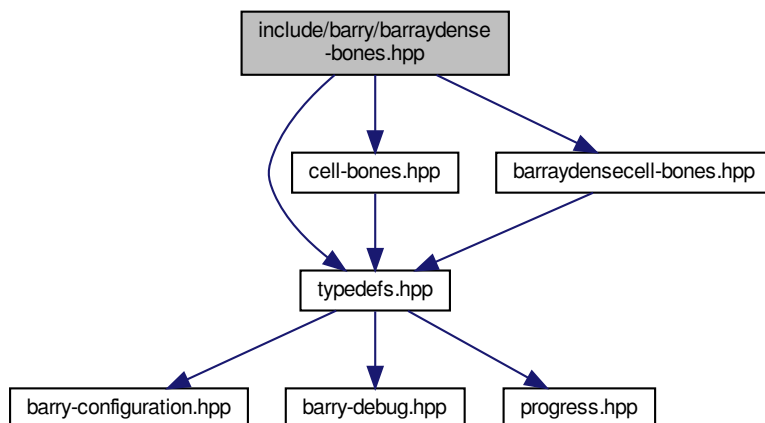 include/barry/barraydense
-bones.hpp
cell-bones.hpp
barraydensecell-bones.hpp
typedefs.hpp
barry-configuration.hpp
barry-debug.hpp
progress.hpp